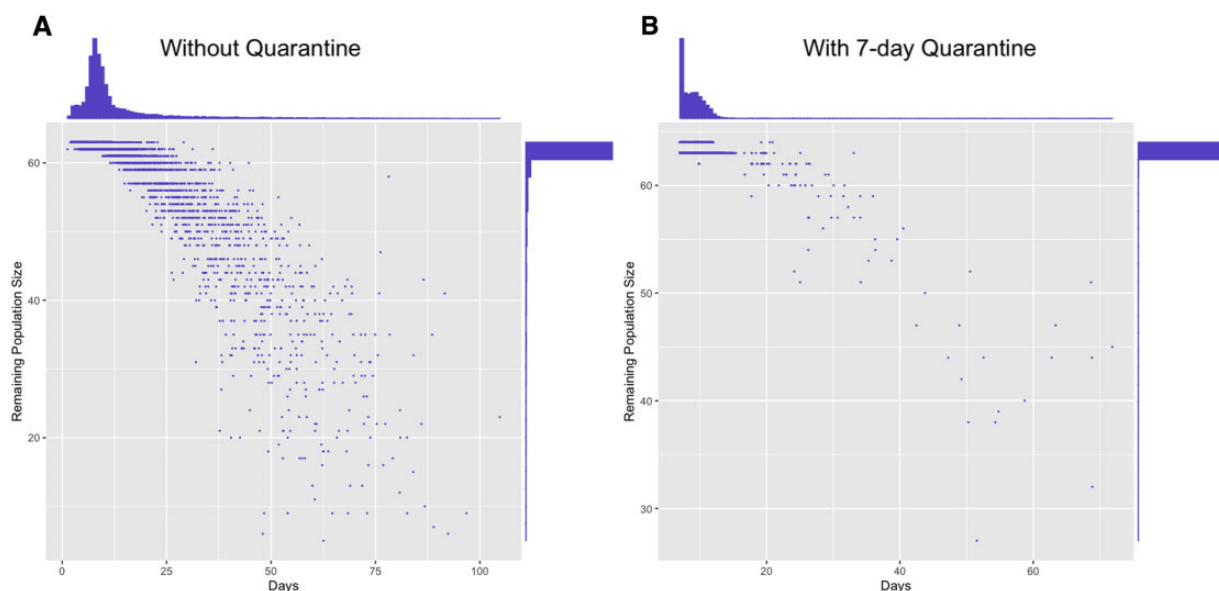 A
Without Quarantine
60
40
20
Remaining Population Size
0
25
50
75
100
Days
B
With 7-day Quarantine
60
50
40
30
Remaining Population Size
20
40
60
Days